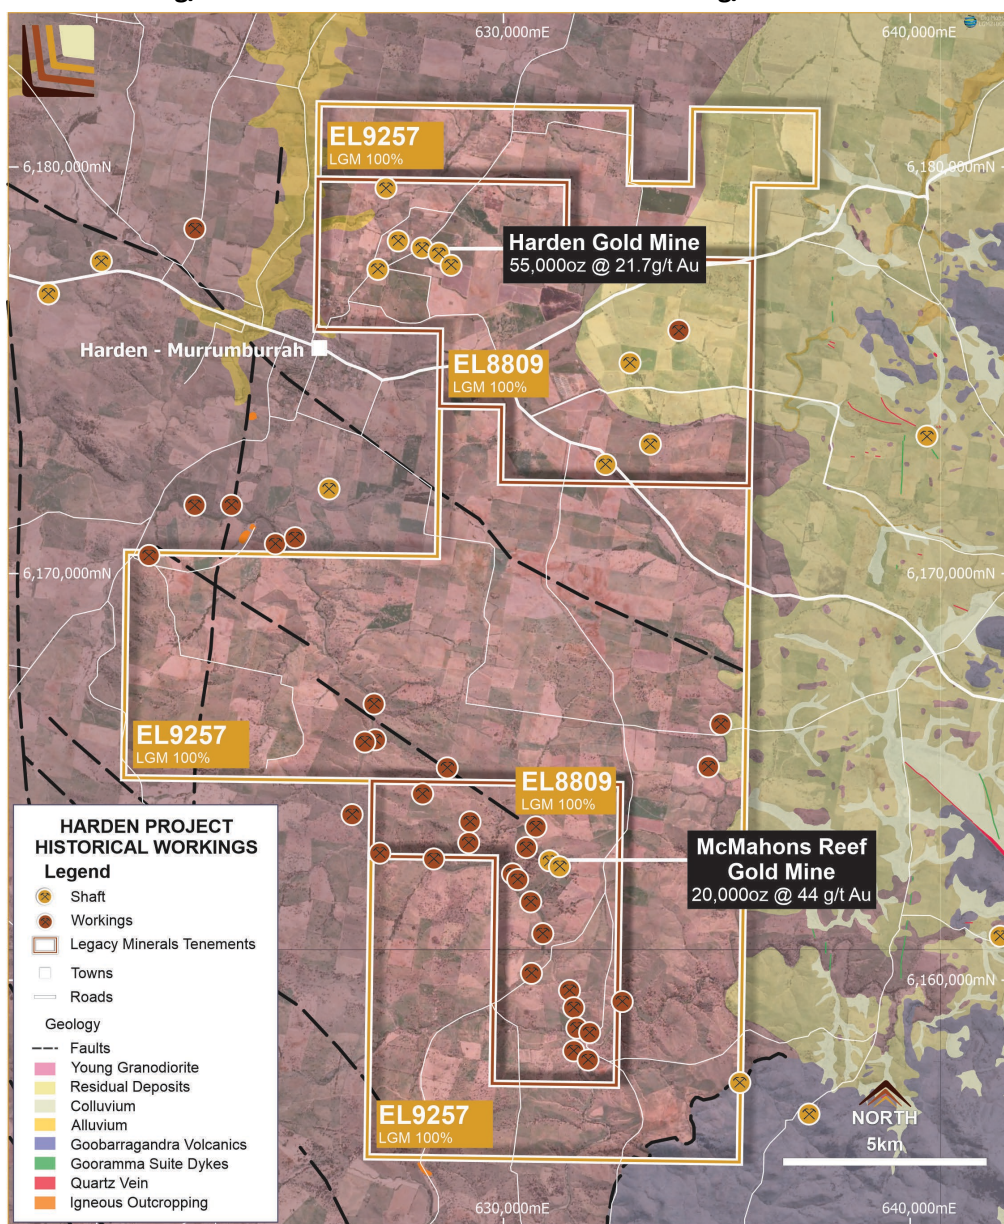 630,000mE
640,000mE
EL9257
LGM 100%
6,180,000mN
6,180,000mN
Harden Gold Mine
55,000oz @ 21.7g/t Au
Harden - Murrumburrah
EL8809
LGM 100%
6,170,000mN
6,170,000mN
EL9257
LGM 100%
EL8809
LGM 100%
McMahons Reef
Gold Mine
20,000oz @ 44 g/t Au
HARDEN PROJECT
HISTORICAL WORKINGS
Legend
Shaft
Workings
Legacy Minerals Tenements
Towns
Roads
Geology
Faults
Young Granodiorite
Residual Deposits
Colluvium
Alluvium
Goobarragandra Volcanics
Gooramma Suite Dykes
Quartz Vein
Igneous Outcropping
6,160,000mN
EL9257
LGM 100%
NORTH
5km
630,000mE
640,000mE